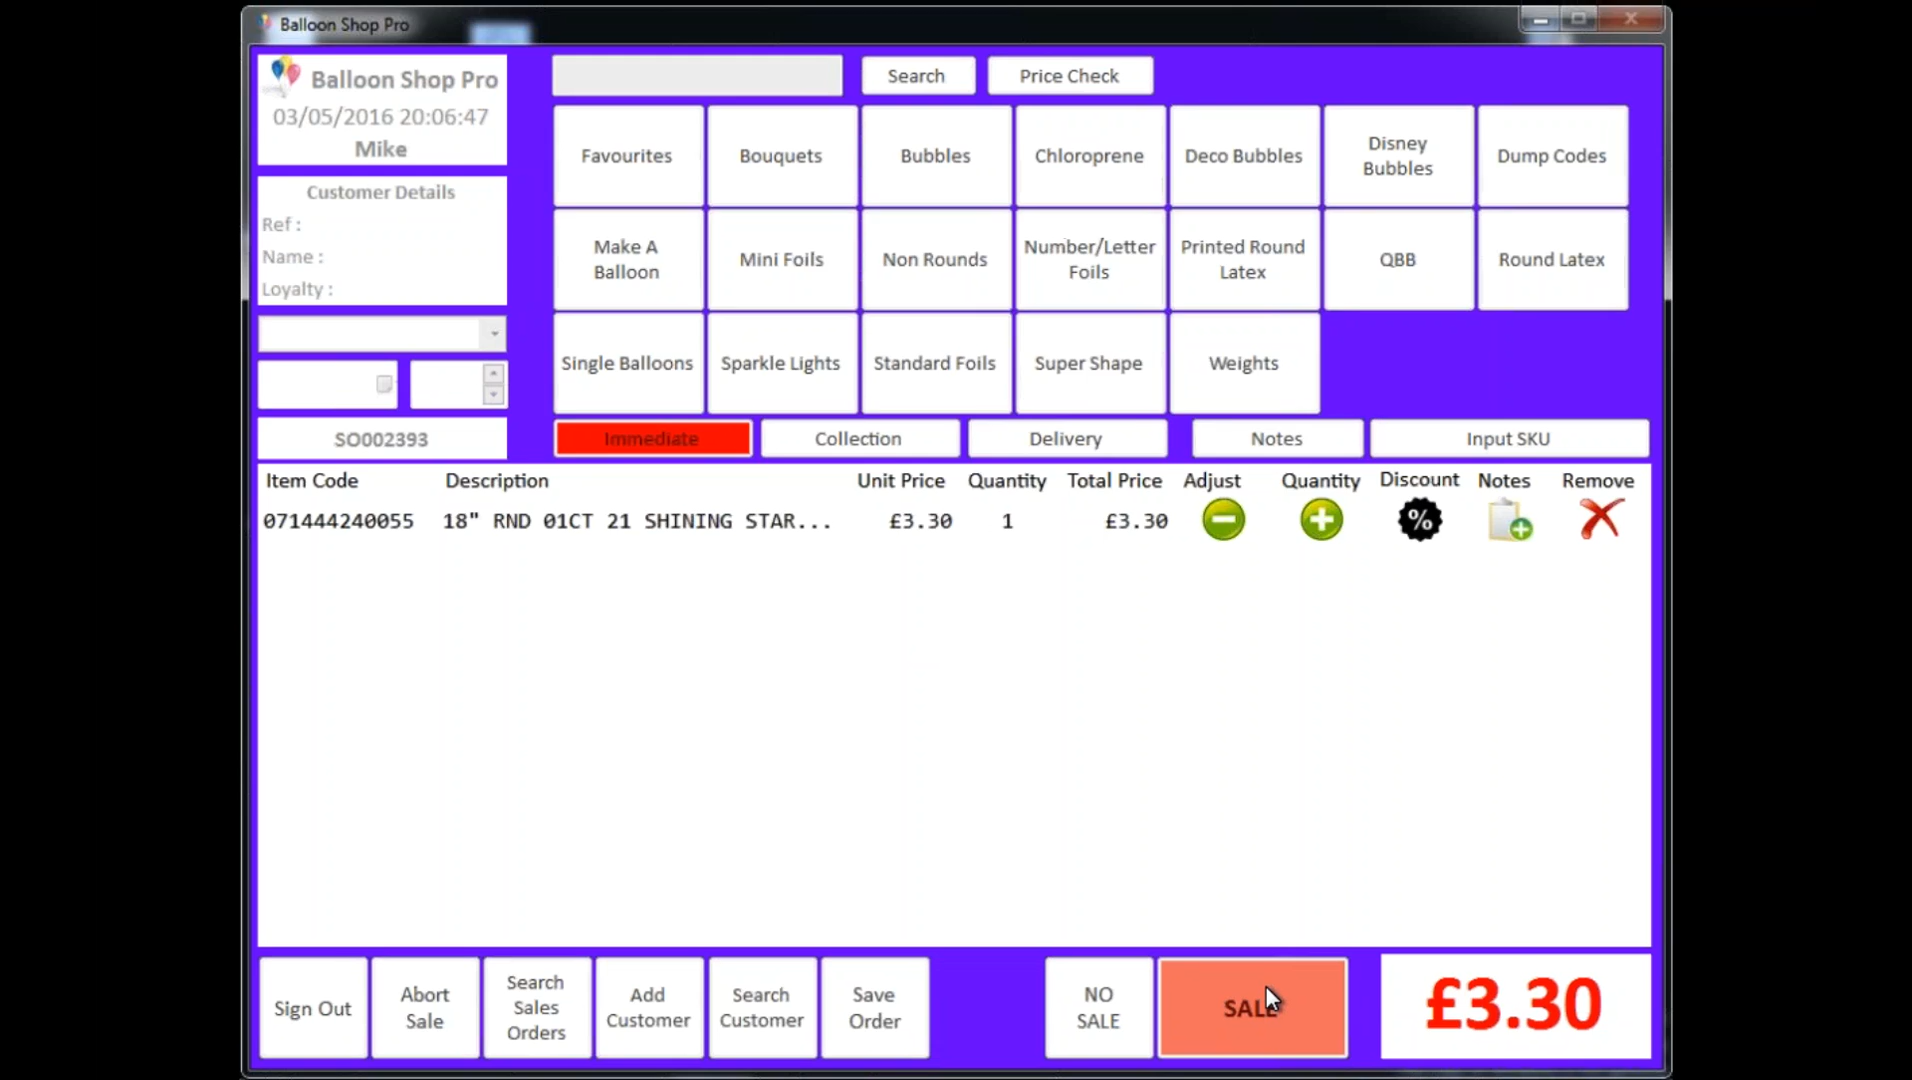 Balloon Shop Pro
Balloon Shop Pro
03/05/2016 20:06:47
Mike
Customer Details
Ref :
Name :
Loyalty :
SO002393
Search
Price Check
Favourites
Bouquets
Bubbles
Chloroprene
Deco Bubbles
Disney
Bubbles
Dump Codes
Make A
Balloon
Mini Foils
Non Rounds
Number/Letter
Foils
Printed Round
Latex
QBB
Round Latex
Single Balloons
Sparkle Lights
Standard Foils
Super Shape
Weights
Immediate
Collection
Delivery
Notes
Input SKU
Item Code Description Unit Price Quantity Total Price Adjust Quantity Discount Notes Remove
071444240055 18" RND 01CT 21 SHINING STAR... £3.30 1 £3.30 %
Sign Out
Abort
Sale
Search
Sales
Orders
Add
Customer
Search
Customer
Save
Order
NO
SALE
SALE
£3.30